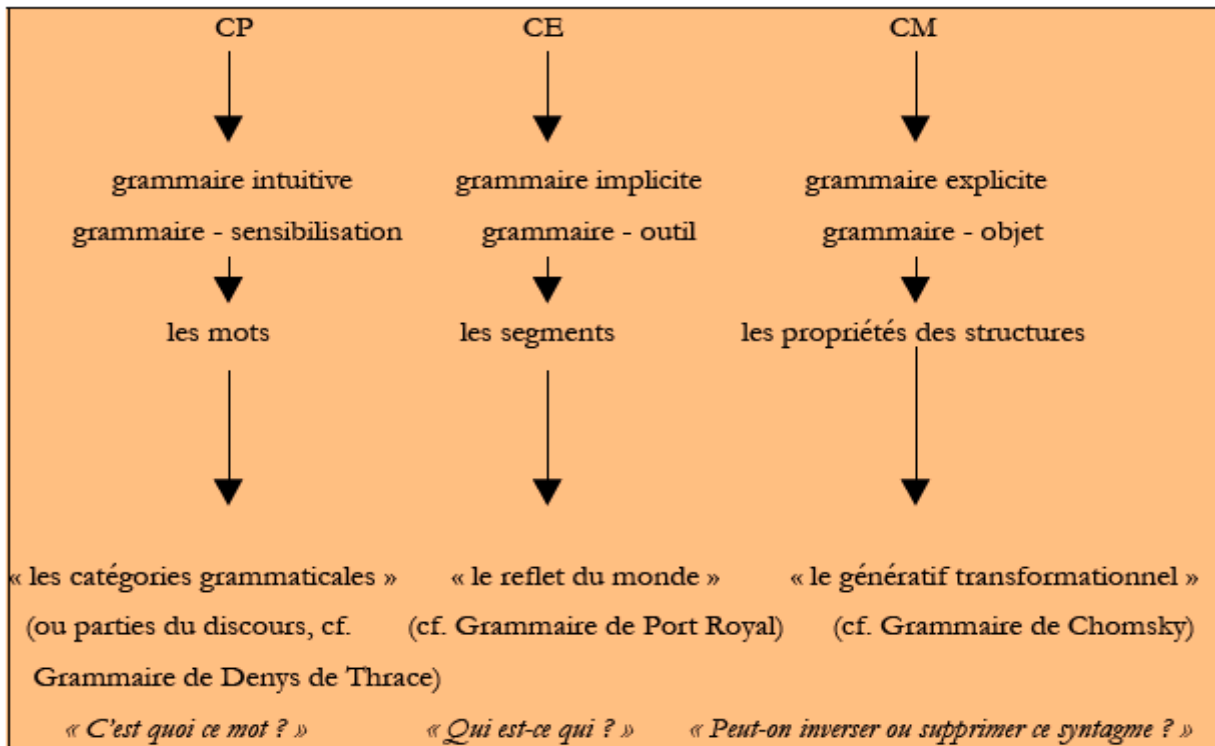 CP CE CM
grammaire intuitive grammaire implicite grammaire explicite
grammaire - sensibilisation grammaire - outil grammaire - objet
les mots les segments les propriétés des structures
« les catégories grammaticales » « le reflet du monde » « le génératif transformationnel »
(ou parties du discours, cf. (cf. Grammaire de Port Royal) (cf. Grammaire de Chomsky)
Grammaire de Denys de Thrace)
« C'est quoi ce mot ? » « Qui est-ce qui ? » « Peut-on inverser ou supprimer ce syntagme ? »